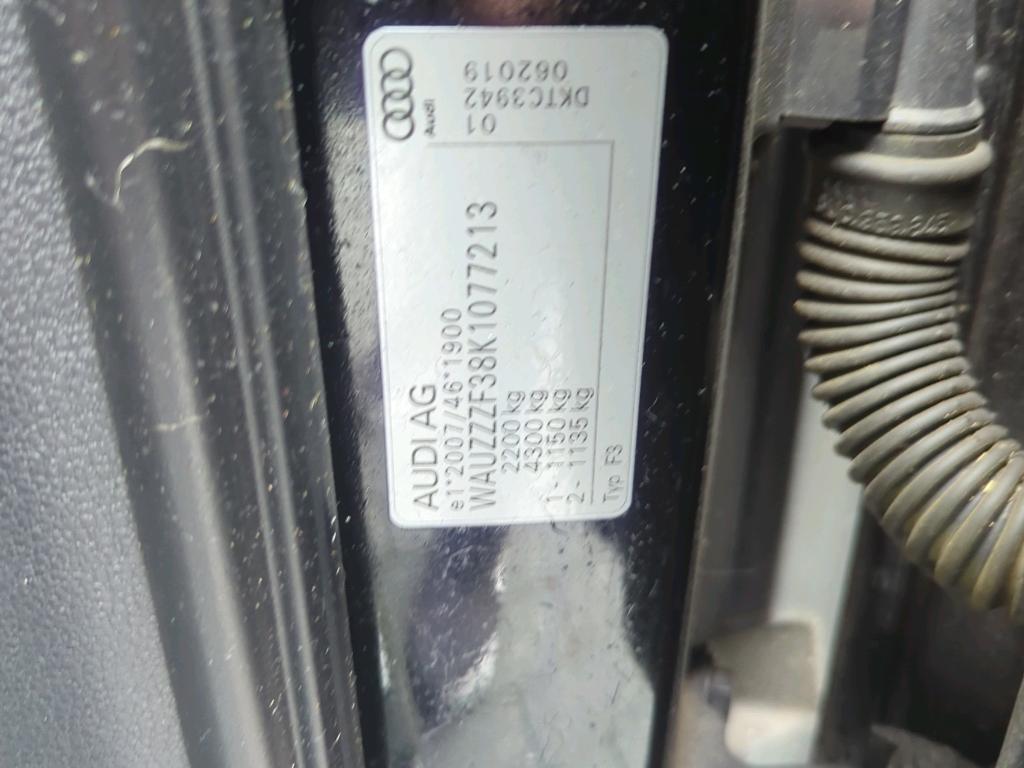 AUDI AG
e1*2007/46*1900
WAUZZZF38K1077213
2200 kg
4300 kg
1 - 1150 kg
2 - 1135 kg
Typ F3
Audi
01
DKTC3942
062019